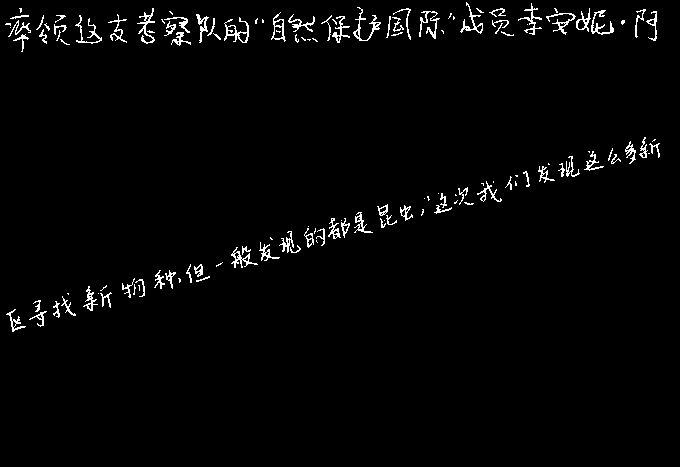 率领这支考察队的“自然保护国际”成员李安妮·阿
区寻找新物种,但一般发现的都是昆虫,这次我们发现这么多新